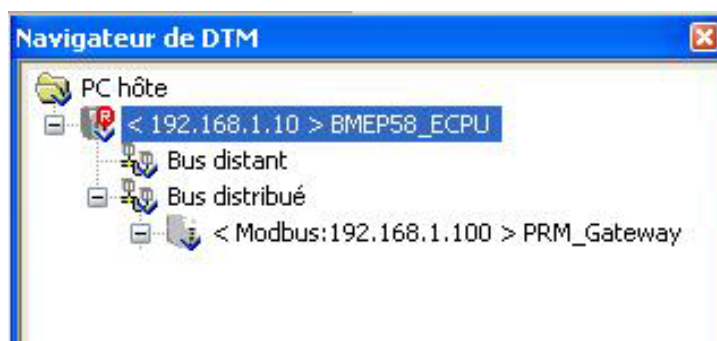 Navigateur de DTM
PC hôte
< 192.168.1.10 > BMEP58_ECPU
Bus distant
Bus distribué
< Modbus:192.168.1.100 > PRM_Gateway